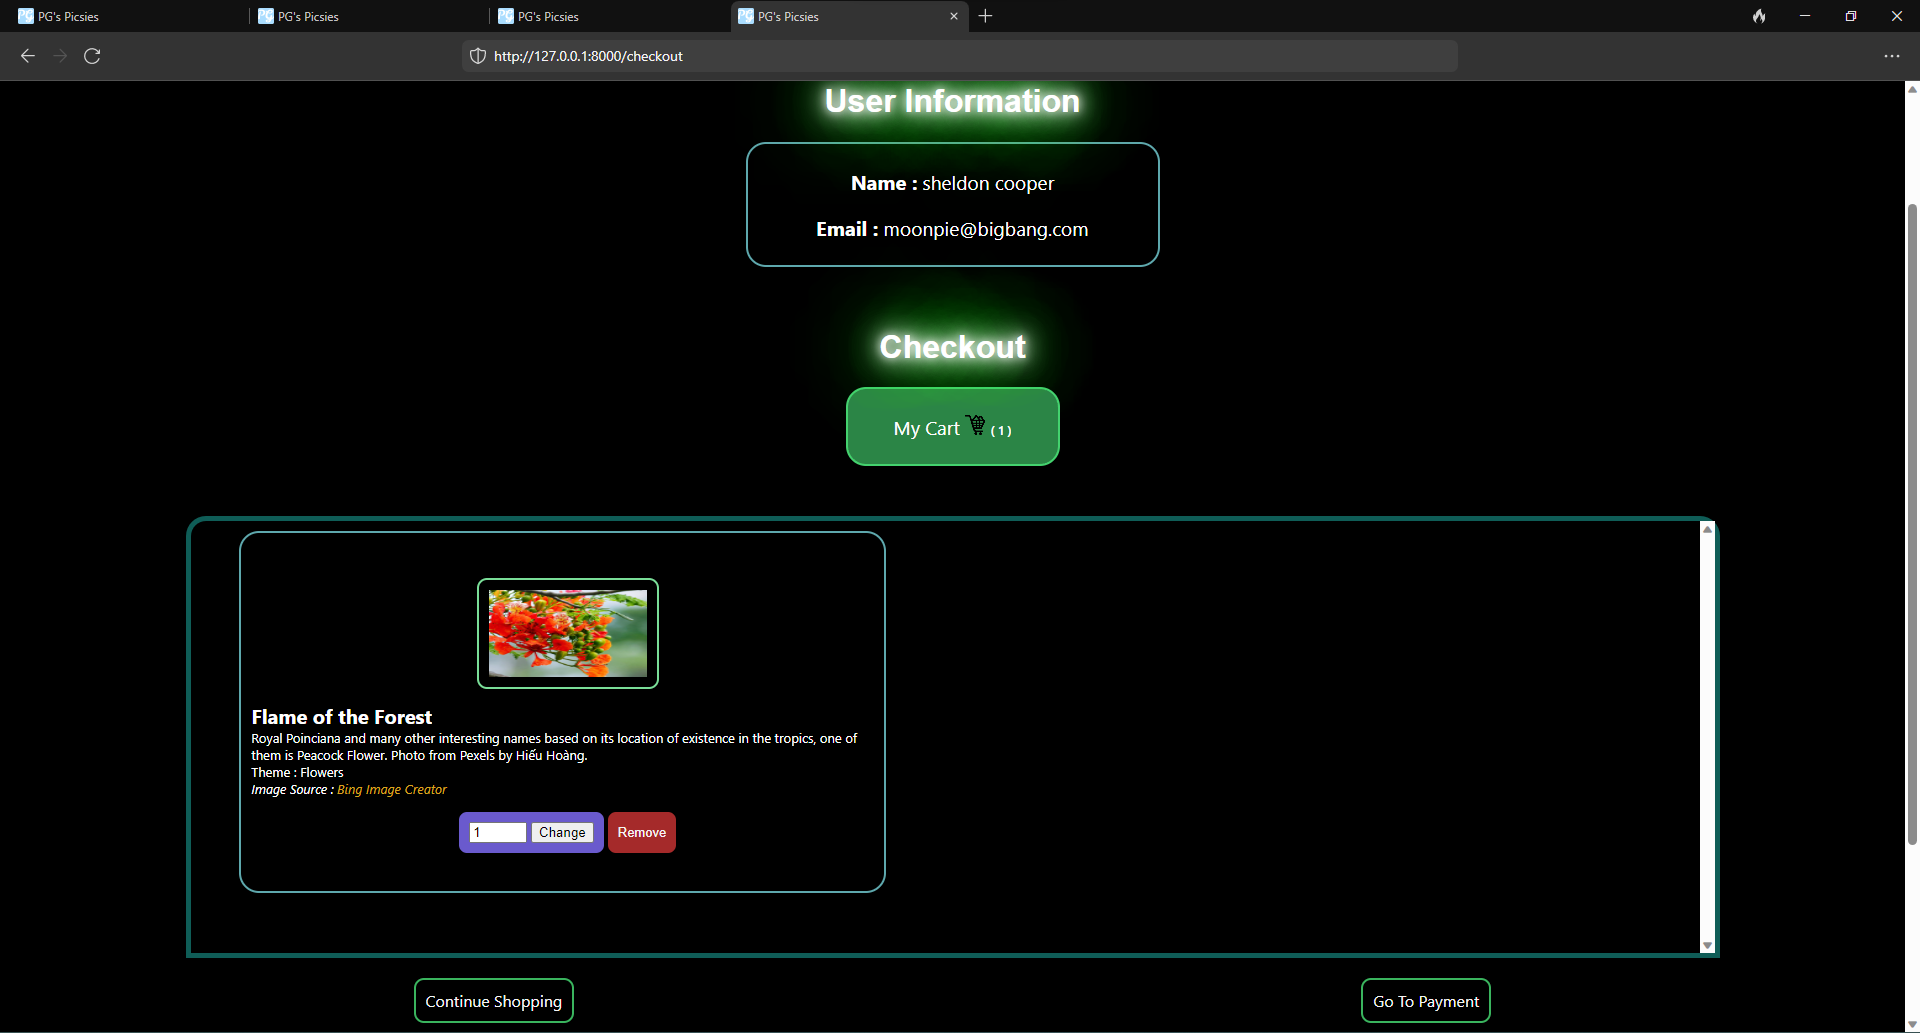 PG's Picsies
PG's Picsies
PG's Picsies
PG's Picsies
http://127.0.0.1:8000/checkout
User Information
Name : sheldon cooper
Email : moonpie@bigbang.com
Checkout
My Cart ( 1 )
Flame of the Forest
Royal Poinciana and many other interesting names based on its location of existence in the tropics, one of
them is Peacock Flower. Photo from Pexels by Hiếu Hoàng.
Theme : Flowers
Image Source : Bing Image Creator
1 Change Remove
Continue Shopping Go To Payment